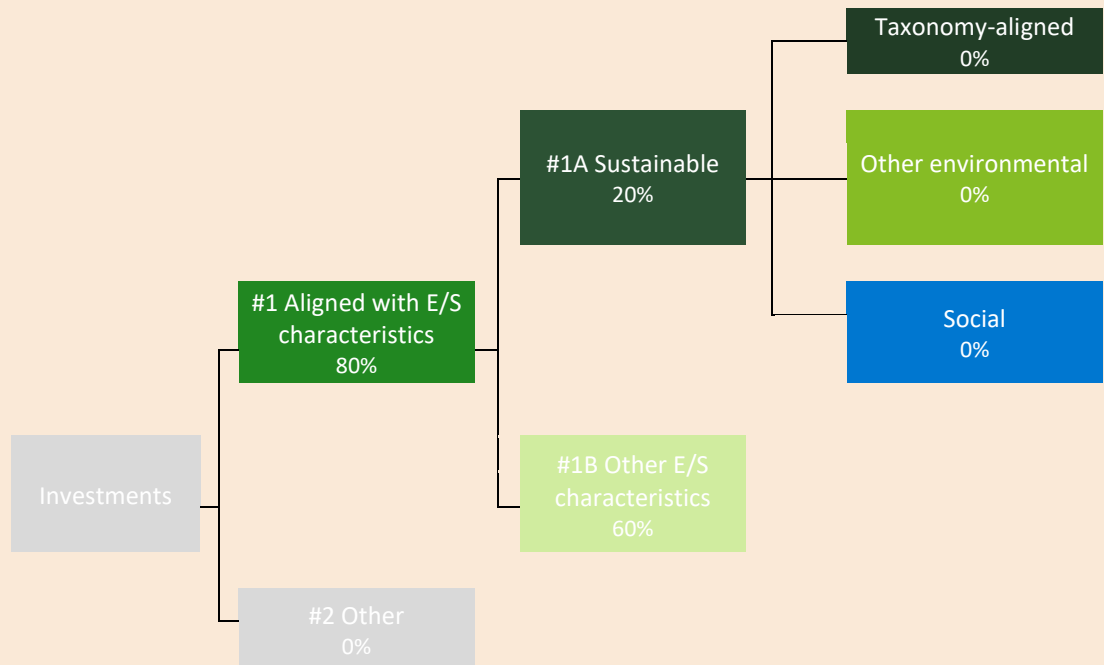 Taxonomy-aligned
0%
#1A Sustainable
20%
Other environmental
0%
#1 Aligned with E/S
characteristics
80%
Social
0%
Investments
#1B Other E/S
characteristics
60%
#2 Other
0%